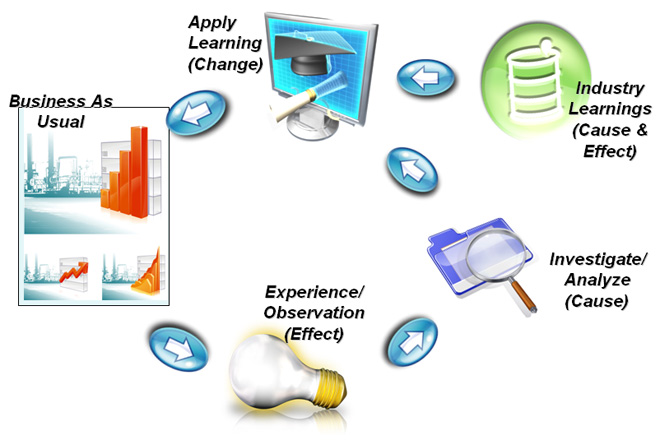 Apply
Learning
(Change)
Business As
Usual
Industry
Learnings
(Cause &
Effect)
Investigate/
Analyze
(Cause)
Experience/
Observation
(Effect)